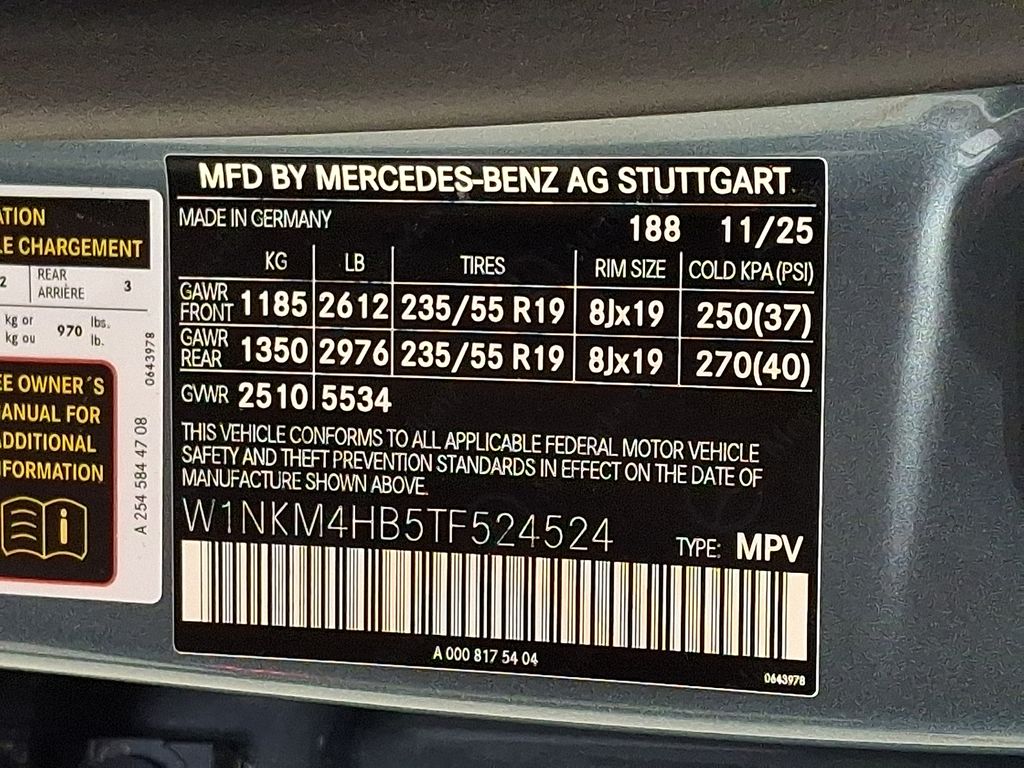 MFD BY MERCEDES-BENZ AG STUTTGART
MADE IN GERMANY 188 11/25
KG LB TIRES RIM SIZE COLD KPA (PSI)
GAWR FRONT 1185 2612 235/55 R19 8Jx19 250(37)
GAWR REAR 1350 2976 235/55 R19 8Jx19 270(40)
GVWR 2510 5534
THIS VEHICLE CONFORMS TO ALL APPLICABLE FEDERAL MOTOR VEHICLE
SAFETY AND THEFT PREVENTION STANDARDS IN EFFECT ON THE DATE OF
MANUFACTURE SHOWN ABOVE.
W1NKM4HB5TF524524 TYPE: MPV
A 000 817 54 04
0643978
ATION
LE CHARGEMENT
2 REAR
ARRIÈRE 3
kg or
kg ou 970 lbs.
lb.
EE OWNER´S
ANUAL FOR
DDITIONAL
FORMATION
i
0643978
A 254 584 47 08